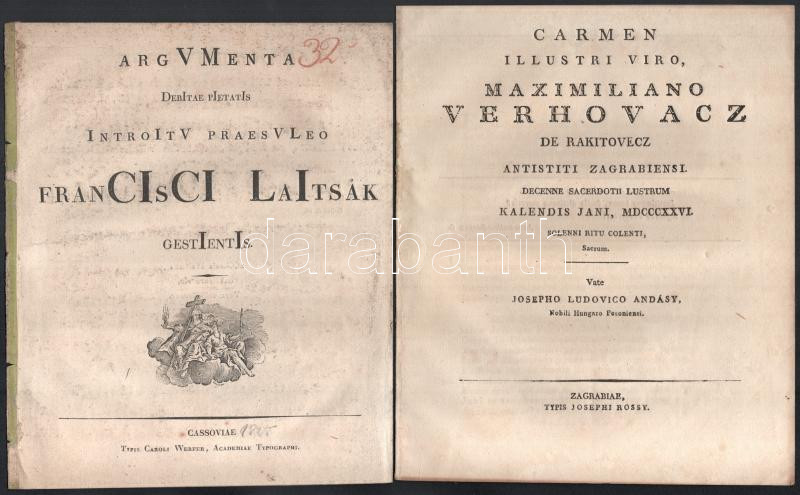 ARGVMENTA
32
DEBITAE PIETATIS
INTROITV PRAESVLEO
FRANCISCI LAITSÁK
GESTIENTIS.
CASSOVIAE
TYPIS CAROLI WERFER, ACADEMIAE TYPOGRAPHI.
CARMEN
ILLUSTRI VIRO,
MAXIMILIANO
VERHOVACZ
DE RAKITOVECZ
ANTISTITI ZAGRABIENSI.
DECENNE SACERDOTII LUSTRUM
KALENDIS JANI, MDCCCXXVI.
SOLENNI RITU COLENTI,
Sacrum.
Vate
JOSEPHO LUDOVICO ANDÁSY,
Nobili Hungaro Posoniensi.
ZAGRABIAE,
TYPIS JOSEPHI ROSSY.
darabanth